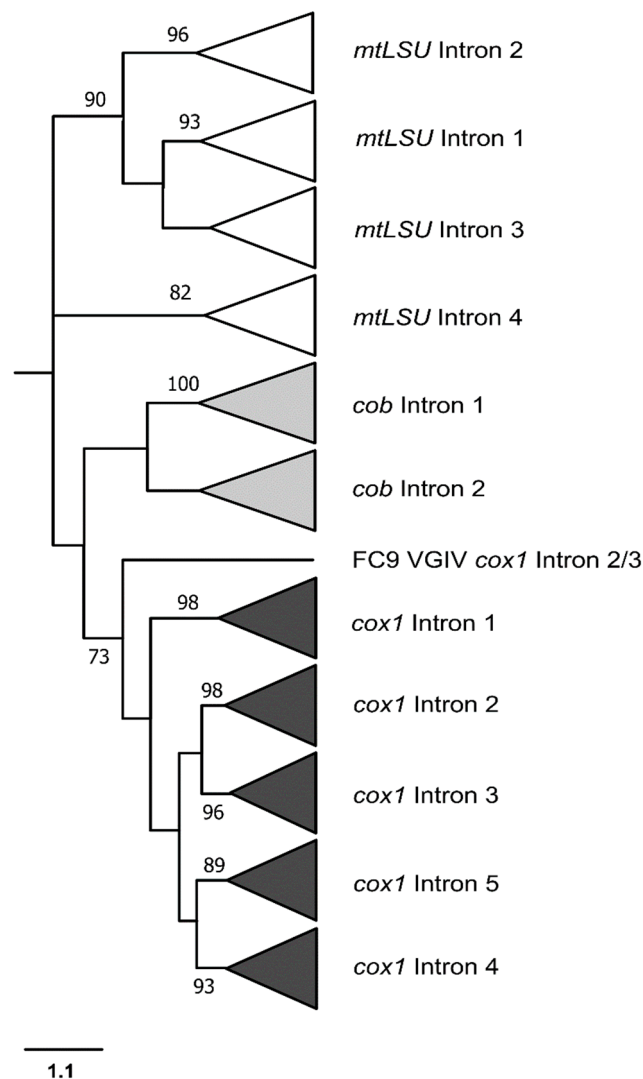 96
mtLSU Intron 2
90
93
mtLSU Intron 1
mtLSU Intron 3
82
mtLSU Intron 4
100
cob Intron 1
cob Intron 2
FC9 VGIV cox1 Intron 2/3
98
cox1 Intron 1
73
98
cox1 Intron 2
96
cox1 Intron 3
89
cox1 Intron 5
93
cox1 Intron 4
1.1